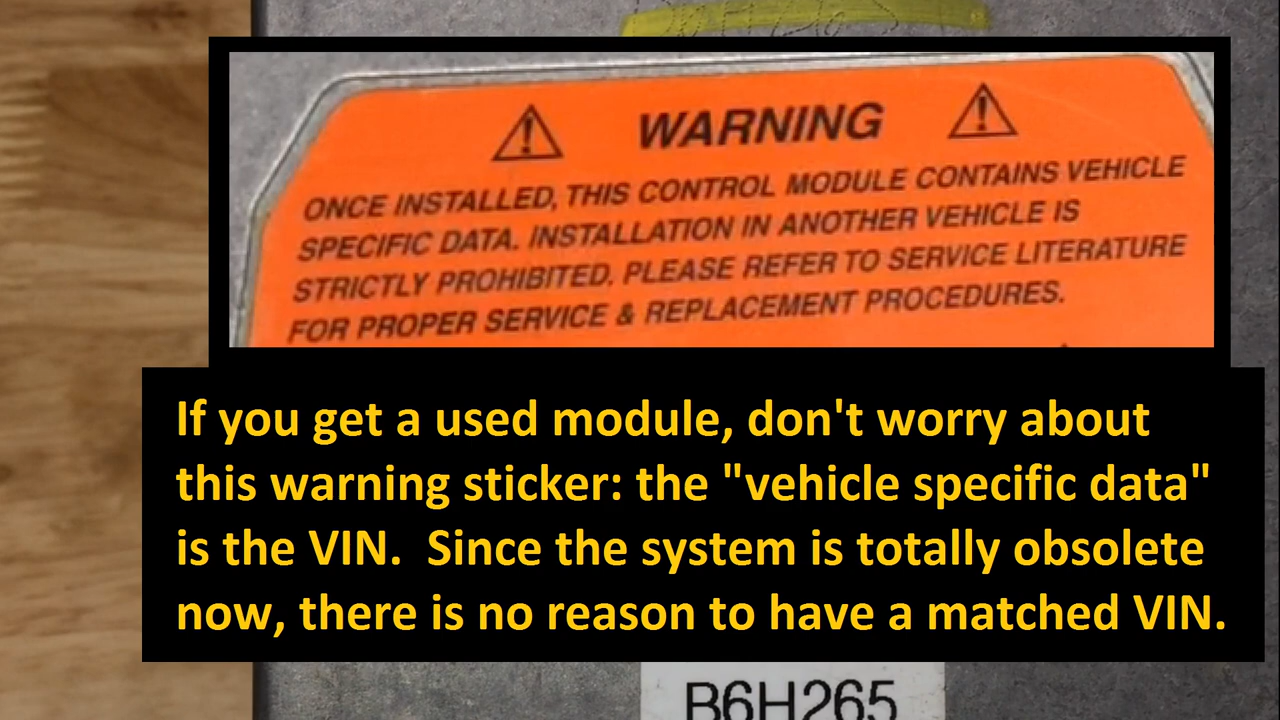 WARNING
ONCE INSTALLED, THIS CONTROL MODULE CONTAINS VEHICLE
SPECIFIC DATA. INSTALLATION IN ANOTHER VEHICLE IS
STRICTLY PROHIBITED. PLEASE REFER TO SERVICE LITERATURE
FOR PROPER SERVICE & REPLACEMENT PROCEDURES.
If you get a used module, don't worry about
this warning sticker: the "vehicle specific data"
is the VIN.  Since the system is totally obsolete
now, there is no reason to have a matched VIN.
B6H265